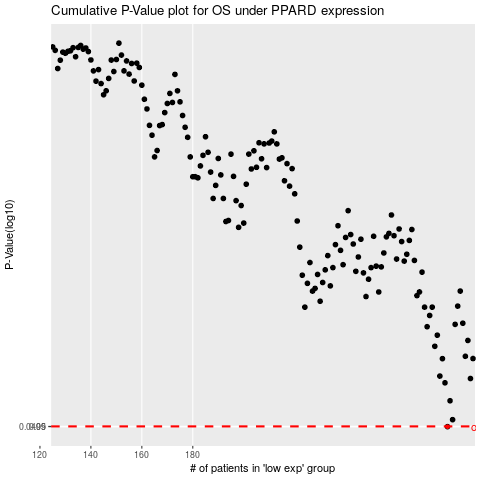 Cumulative P-Value plot for OS under PPARD expression
P-Value(log10)
120 140 160 180
# of patients in 'low exp' group